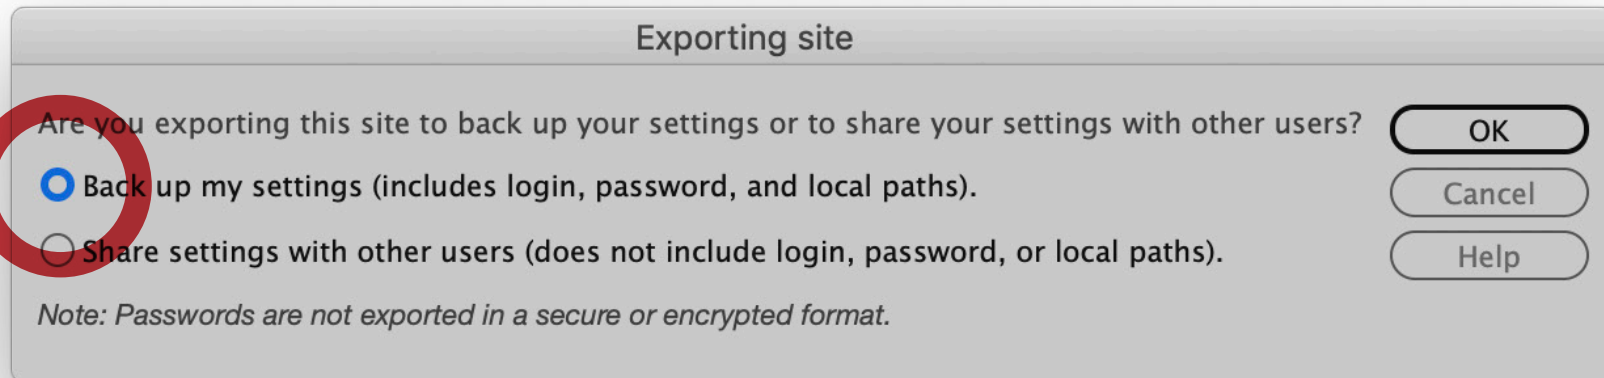 Exporting site
Are you exporting this site to back up your settings or to share your settings with other users?
OK
Back up my settings (includes login, password, and local paths).
Cancel
Share settings with other users (does not include login, password, or local paths).
Help
Note: Passwords are not exported in a secure or encrypted format.